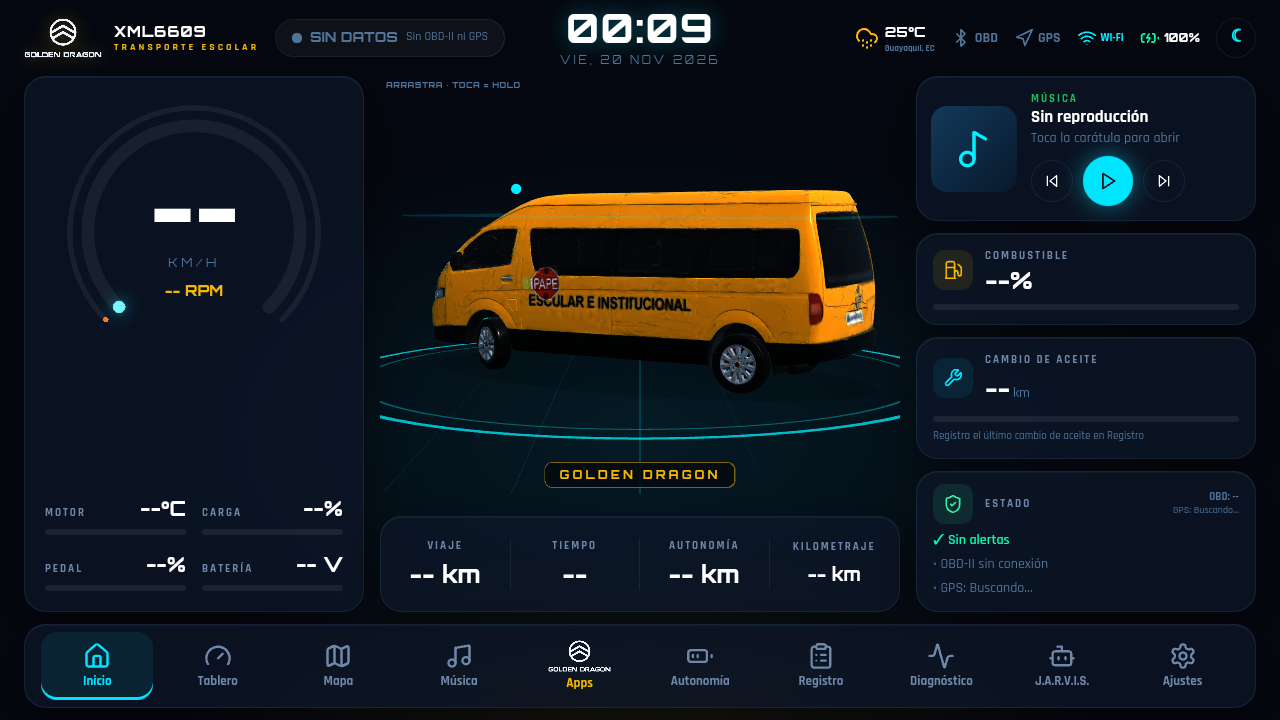 GOLDEN DRAGON
XML6609
TRANSPORTE ESCOLAR
SIN DATOS Sin OBD-II ni GPS
00:09
VIE, 20 NOV 2026
25°C
Guayaquil, EC
OBD
GPS
WI-FI
100%
-- 
KM/H
-- RPM
MOTOR --°C
CARGA --%
PEDAL --%
BATERÍA -- V
ARRASTRA · TOCA = HOLO
PAPE
ESCOLAR E INSTITUCIONAL
GOLDEN DRAGON
VIAJE
-- km
TIEMPO
--
AUTONOMÍA
-- km
KILOMETRAJE
-- km
MÚSICA
Sin reproducción
Toca la carátula para abrir
COMBUSTIBLE
--%
CAMBIO DE ACEITE
-- km
Registra el último cambio de aceite en Registro
ESTADO
OBD: --
GPS: Buscando...
✓ Sin alertas
· OBD-II sin conexión
· GPS: Buscando...
Inicio
Tablero
Mapa
Música
GOLDEN DRAGON
Apps
Autonomía
Registro
Diagnóstico
J.A.R.V.I.S.
Ajustes